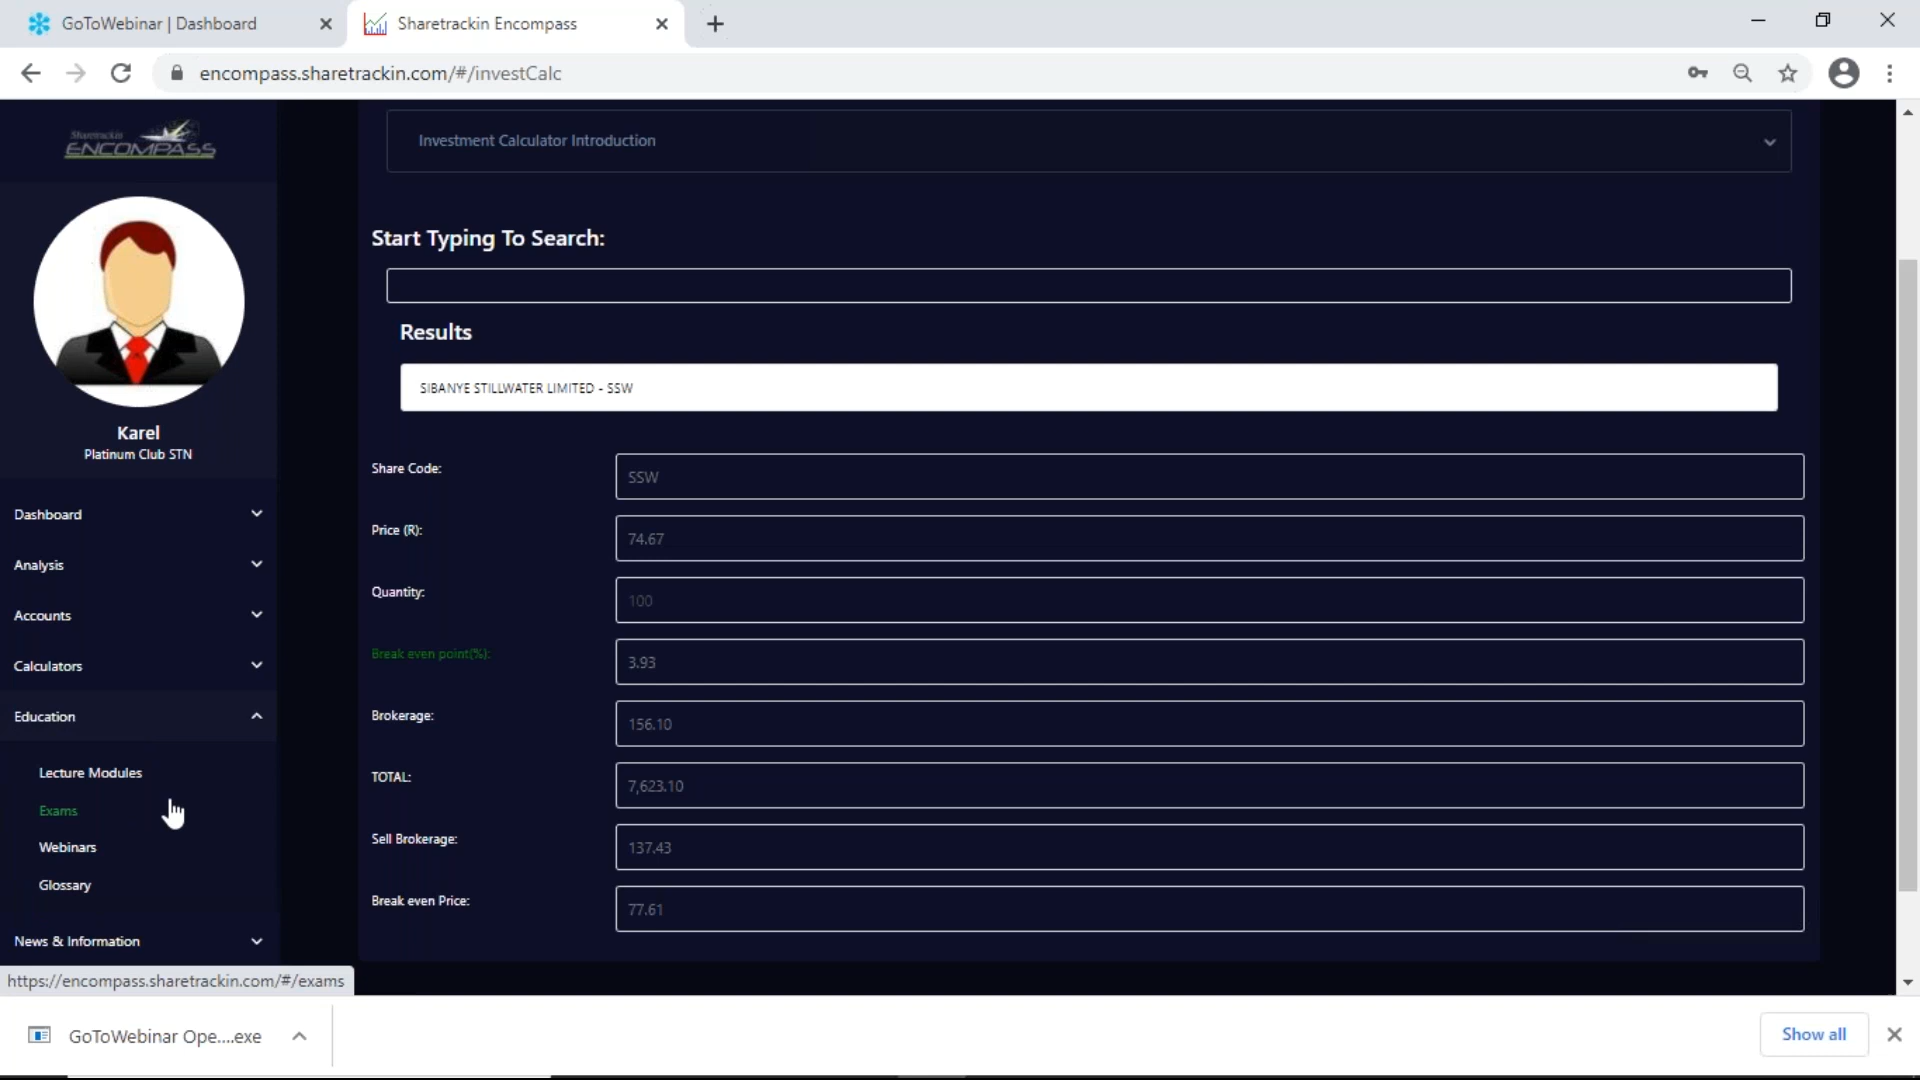 GoToWebinar | Dashboard
Sharetrackin Encompass
encompass.sharetrackin.com/#/investCalc
Sharetrackin
ENCOMPASS
Karel
Platinum Club STN
Dashboard
Analysis
Accounts
Calculators
Education
Lecture Modules
Exams
Webinars
Glossary
News & Information
https://encompass.sharetrackin.com/#/exams
Investment Calculator Introduction
Start Typing To Search:
Results
SIBANYE STILLWATER LIMITED - SSW
Share Code: SSW
Price (R): 74.67
Quantity: 100
Break even point(%): 3.93
Brokerage: 156.10
TOTAL: 7,623.10
Sell Brokerage: 137.43
Break even Price: 77.61
GoToWebinar Ope....exe
Show all